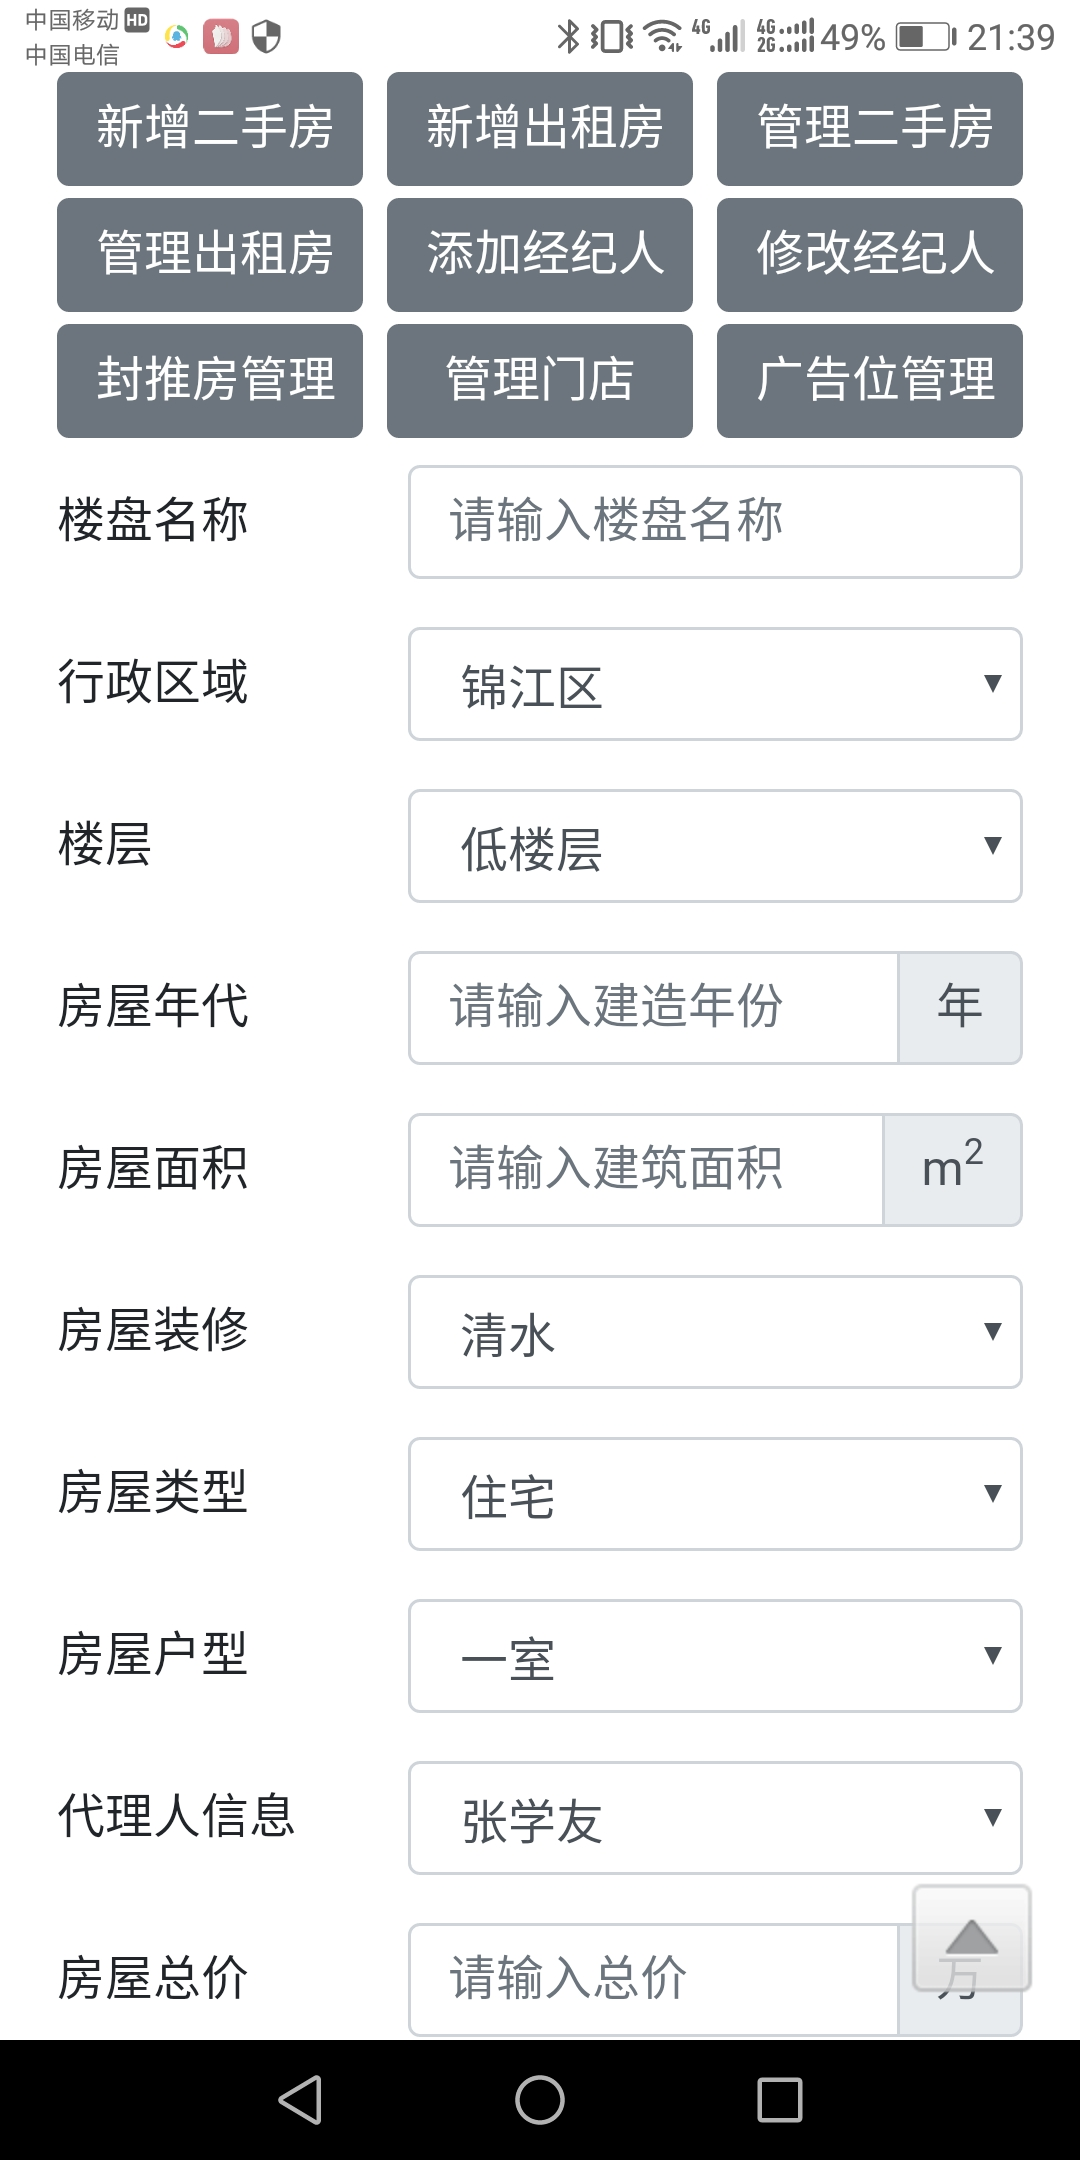 中国移动 HD
中国电信
4G 4G 2G 49% 21:39
新增二手房 新增出租房 管理二手房
管理出租房 添加经纪人 修改经纪人
封推房管理 管理门店 广告位管理
楼盘名称 请输入楼盘名称
行政区域 锦江区
楼层 低楼层
房屋年代 请输入建造年份 年
房屋面积 请输入建筑面积 m²
房屋装修 清水
房屋类型 住宅
房屋户型 一室
代理人信息 张学友
房屋总价 请输入总价 万